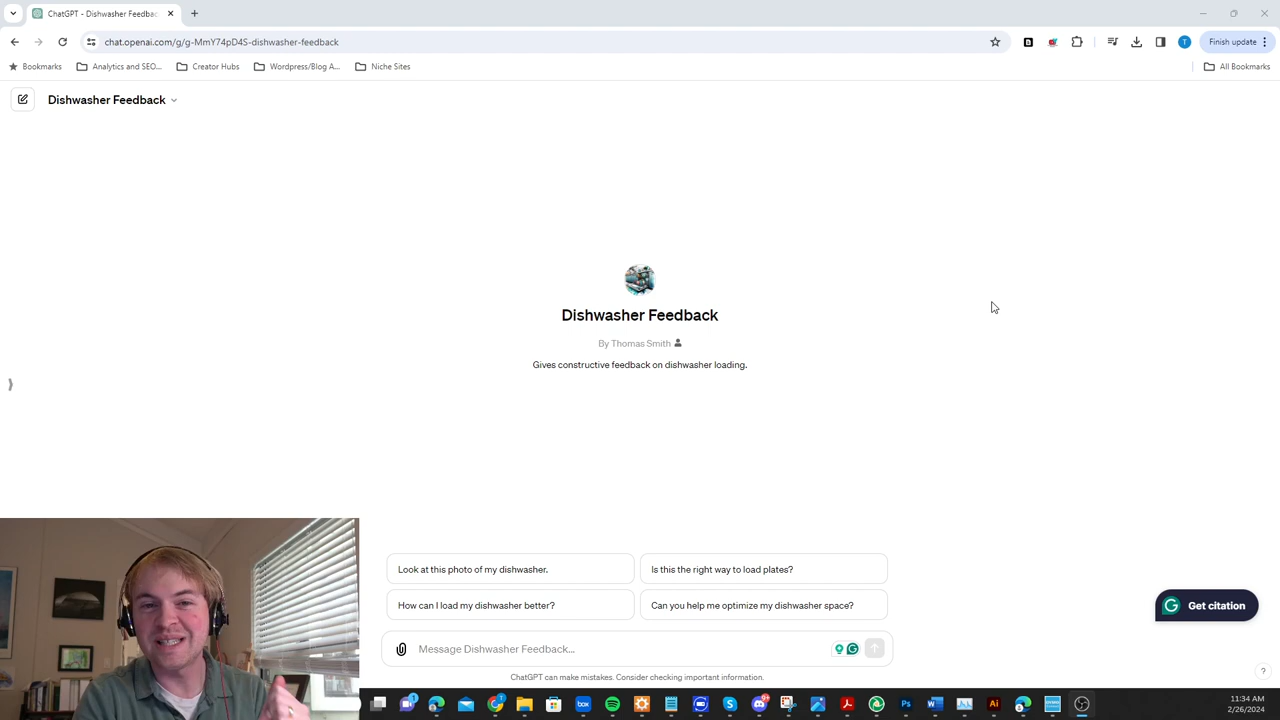 ChatGPT - Dishwasher Feedbac
chat.openai.com/g/g-MmY74pD4S-dishwasher-feedback
T
Finish update
Bookmarks
Analytics and SEO...
Creator Hubs
Wordpress/Blog A...
Niche Sites
All Bookmarks
Dishwasher Feedback
Dishwasher Feedback
By Thomas Smith
Gives constructive feedback on dishwasher loading.
Look at this photo of my dishwasher.
Is this the right way to load plates?
How can I load my dishwasher better?
Can you help me optimize my dishwasher space?
Get citation
Message Dishwasher Feedback...
ChatGPT can make mistakes. Consider checking important information.
?
11:34 AM
2/26/2024